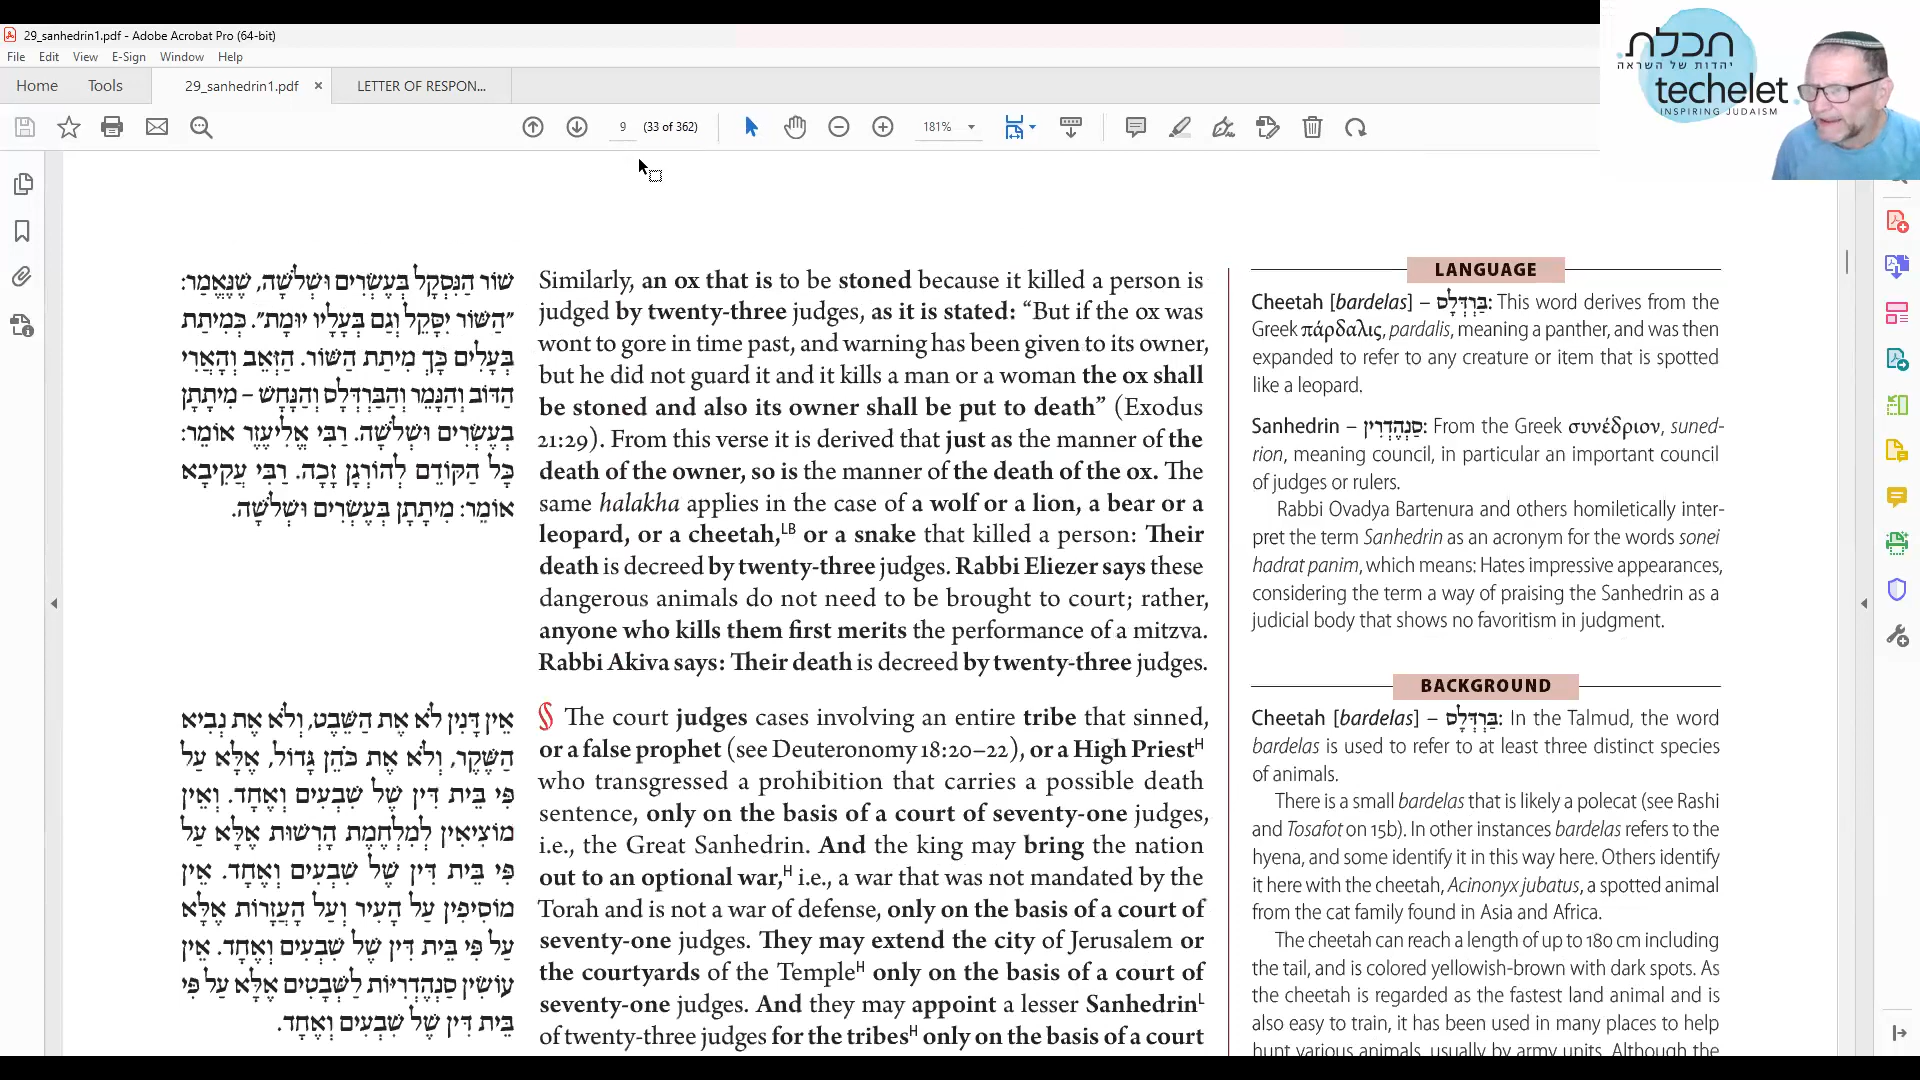 29_sanhedrin1.pdf - Adobe Acrobat Pro (64-bit)
File Edit View E-Sign Window Help
Home Tools 29_sanhedrin1.pdf × LETTER OF RESPON...
9 (33 of 362) 181%
תכלת
יהדות של השראה
techelet
INSPIRING JUDAISM
שׁוֹר הַנִּסְקָל בְּעֶשְׂרִים וּשְׁלֹשָׁה, שֶׁנֶּאֱמַר:
״הַשּׁוֹר יִסָּקֵל וְגַם בְּעָלָיו יוּמָת״. כְּמִיתַת
בְּעָלִים כָּךְ מִיתַת הַשּׁוֹר. הַזְּאֵב וְהָאֲרִי
הַדּוֹב וְהַנָּמֵר וְהַבַּרְדְּלָס וְהַנָּחָשׁ – מִיתָתָן
בְּעֶשְׂרִים וּשְׁלֹשָׁה. רַבִּי אֱלִיעֶזֶר אוֹמֵר:
כׇּל הַקּוֹדֵם לְהוֹרְגָן זָכָה. רַבִּי עֲקִיבָא
אוֹמֵר: מִיתָתָן בְּעֶשְׂרִים וּשְׁלֹשָׁה.
אֵין דָּנִין לֹא אֶת הַשֵּׁבֶט, וְלֹא אֶת נְבִיא
הַשֶּׁקֶר, וְלֹא אֶת כֹּהֵן גָּדוֹל, אֶלָּא עַל
פִּי בֵּית דִּין שֶׁל שִׁבְעִים וְאֶחָד. וְאֵין
מוֹצִיאִין לְמִלְחֶמֶת הָרְשׁוּת אֶלָּא עַל
פִּי בֵּית דִּין שֶׁל שִׁבְעִים וְאֶחָד. אֵין
מוֹסִיפִין עַל הָעִיר וְעַל הָעֲזָרוֹת אֶלָּא
עַל פִּי בֵּית דִּין שֶׁל שִׁבְעִים וְאֶחָד. אֵין
עוֹשִׂין סַנְהֶדְרִיּוֹת לַשְּׁבָטִים אֶלָּא עַל פִּי
בֵּית דִּין שֶׁל שִׁבְעִים וְאֶחָד.
Similarly, an ox that is to be stoned because it killed a person is
judged by twenty-three judges, as it is stated: “But if the ox was
wont to gore in time past, and warning has been given to its owner,
but he did not guard it and it kills a man or a woman the ox shall
be stoned and also its owner shall be put to death” (Exodus
21:29). From this verse it is derived that just as the manner of the
death of the owner, so is the manner of the death of the ox. The
same halakha applies in the case of a wolf or a lion, a bear or a
leopard, or a cheetah,LB or a snake that killed a person: Their
death is decreed by twenty-three judges. Rabbi Eliezer says these
dangerous animals do not need to be brought to court; rather,
anyone who kills them first merits the performance of a mitzva.
Rabbi Akiva says: Their death is decreed by twenty-three judges.
§ The court judges cases involving an entire tribe that sinned,
or a false prophet (see Deuteronomy 18:20–22), or a High PriestH
who transgressed a prohibition that carries a possible death
sentence, only on the basis of a court of seventy-one judges,
i.e., the Great Sanhedrin. And the king may bring the nation
out to an optional war,H i.e., a war that was not mandated by the
Torah and is not a war of defense, only on the basis of a court of
seventy-one judges. They may extend the city of Jerusalem or
the courtyards of the TempleH only on the basis of a court of
seventy-one judges. And they may appoint a lesser SanhedrinL
of twenty-three judges for the tribesH only on the basis of a court
LANGUAGE
Cheetah [bardelas] – בַּרְדְּלָס: This word derives from the
Greek πάρδαλις, pardalis, meaning a panther, and was then
expanded to refer to any creature or item that is spotted
like a leopard.
Sanhedrin – סַנְהֶדְרִין: From the Greek συνέδριον, suned-
rion, meaning council, in particular an important council
of judges or rulers.
Rabbi Ovadya Bartenura and others homiletically inter-
pret the term Sanhedrin as an acronym for the words sonei
hadrat panim, which means: Hates impressive appearances,
considering the term a way of praising the Sanhedrin as a
judicial body that shows no favoritism in judgment.
BACKGROUND
Cheetah [bardelas] – בַּרְדְּלָס: In the Talmud, the word
bardelas is used to refer to at least three distinct species
of animals.
There is a small bardelas that is likely a polecat (see Rashi
and Tosafot on 15b). In other instances bardelas refers to the
hyena, and some identify it in this way here. Others identify
it here with the cheetah, Acinonyx jubatus, a spotted animal
from the cat family found in Asia and Africa.
The cheetah can reach a length of up to 180 cm including
the tail, and is colored yellowish-brown with dark spots. As
the cheetah is regarded as the fastest land animal and is
also easy to train, it has been used in many places to help
hunt various animals, usually by army units. Although the